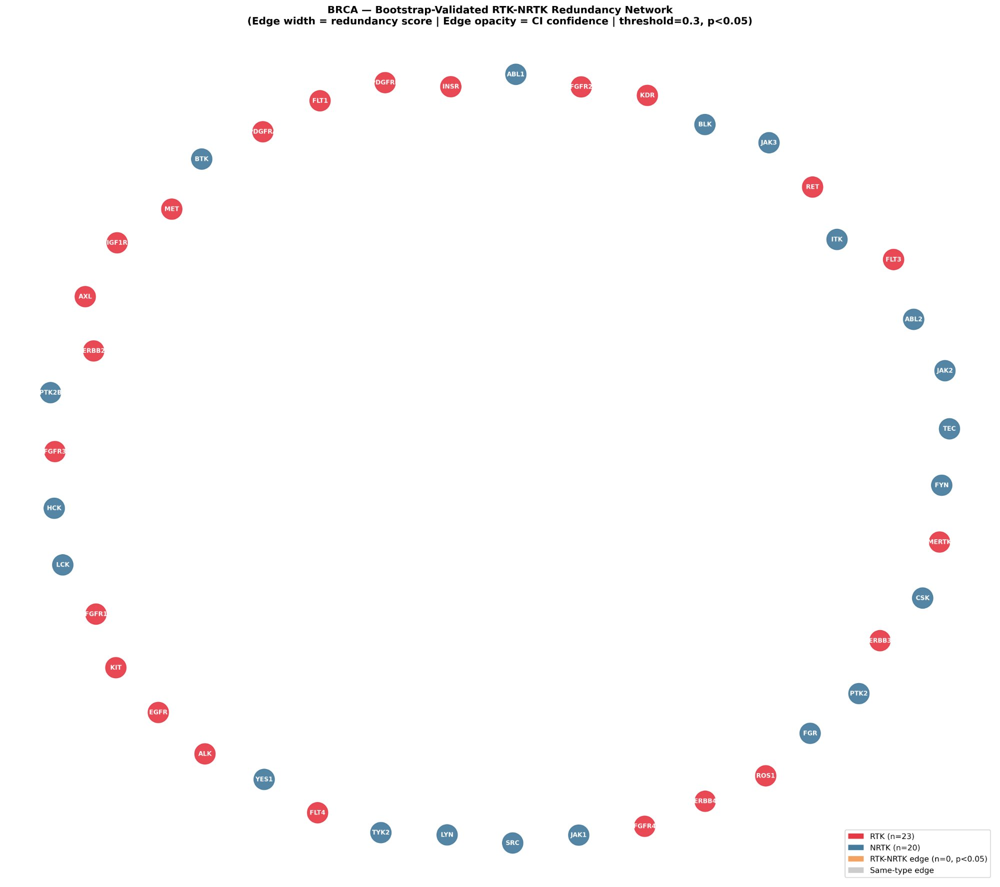 BRCA — Bootstrap-Validated RTK-NRTK Redundancy Network
(Edge width = redundancy score | Edge opacity = CI confidence | threshold=0.3, p<0.05)
ABL1
PDGFR
INSR
FGFR2
KDR
FLT1
BLK
PDGFRA
JAK3
BTK
RET
MET
ITK
IGF1R
FLT3
AXL
ABL2
ERBB2
JAK2
PTK2B
TEC
FGFR3
FYN
HCK
MERTK
LCK
CSK
FGFR1
ERBB3
KIT
PTK2
EGFR
FGR
ALK
ROS1
YES1
ERBB4
FLT4
FGFR4
TYK2
LYN
JAK1
SRC
RTK (n=23)
NRTK (n=20)
RTK-NRTK edge (n=0, p<0.05)
Same-type edge